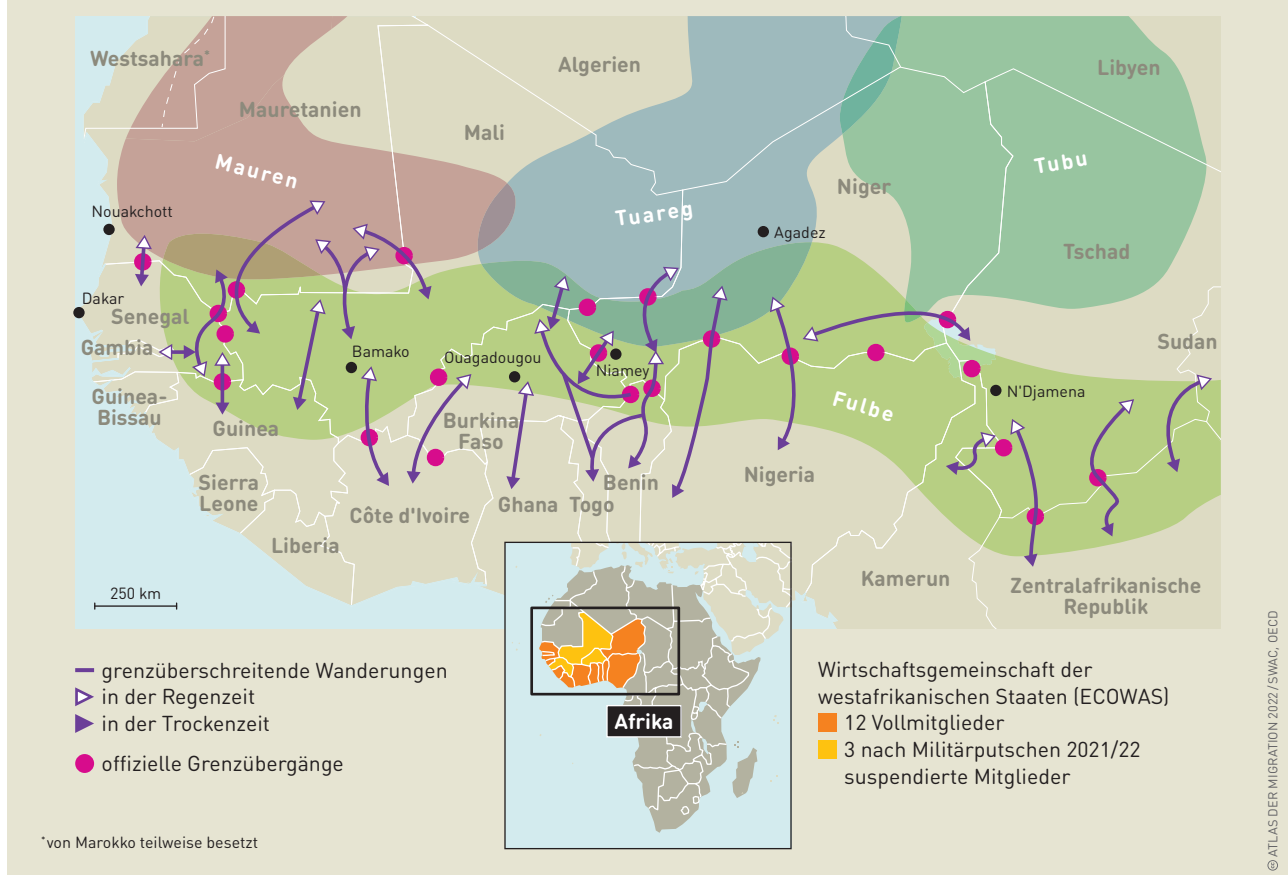 Westsahara*
Algerien
Libyen
Mauretanien
Mali
Mauren
Tubu
Niger
Tuareg
Nouakchott
Agadez
Tschad
Dakar
Senegal
Gambia
Bamako
Ouagadougou
Niamey
Sudan
N'Djamena
Guinea-
Bissau
Guinea
Burkina
Faso
Fulbe
Sierra
Leone
Côte d'Ivoire
Ghana
Togo
Benin
Nigeria
Liberia
Kamerun
Zentralafrikanische
Republik
250 km
grenzüberschreitende Wanderungen
in der Regenzeit
in der Trockenzeit
offizielle Grenzübergänge
Afrika
Wirtschaftsgemeinschaft der
westafrikanischen Staaten (ECOWAS)
12 Vollmitglieder
3 nach Militärputschen 2021/22
suspendierte Mitglieder
*von Marokko teilweise besetzt
ATLAS DER MIGRATION 2022 / SWAC, OECD